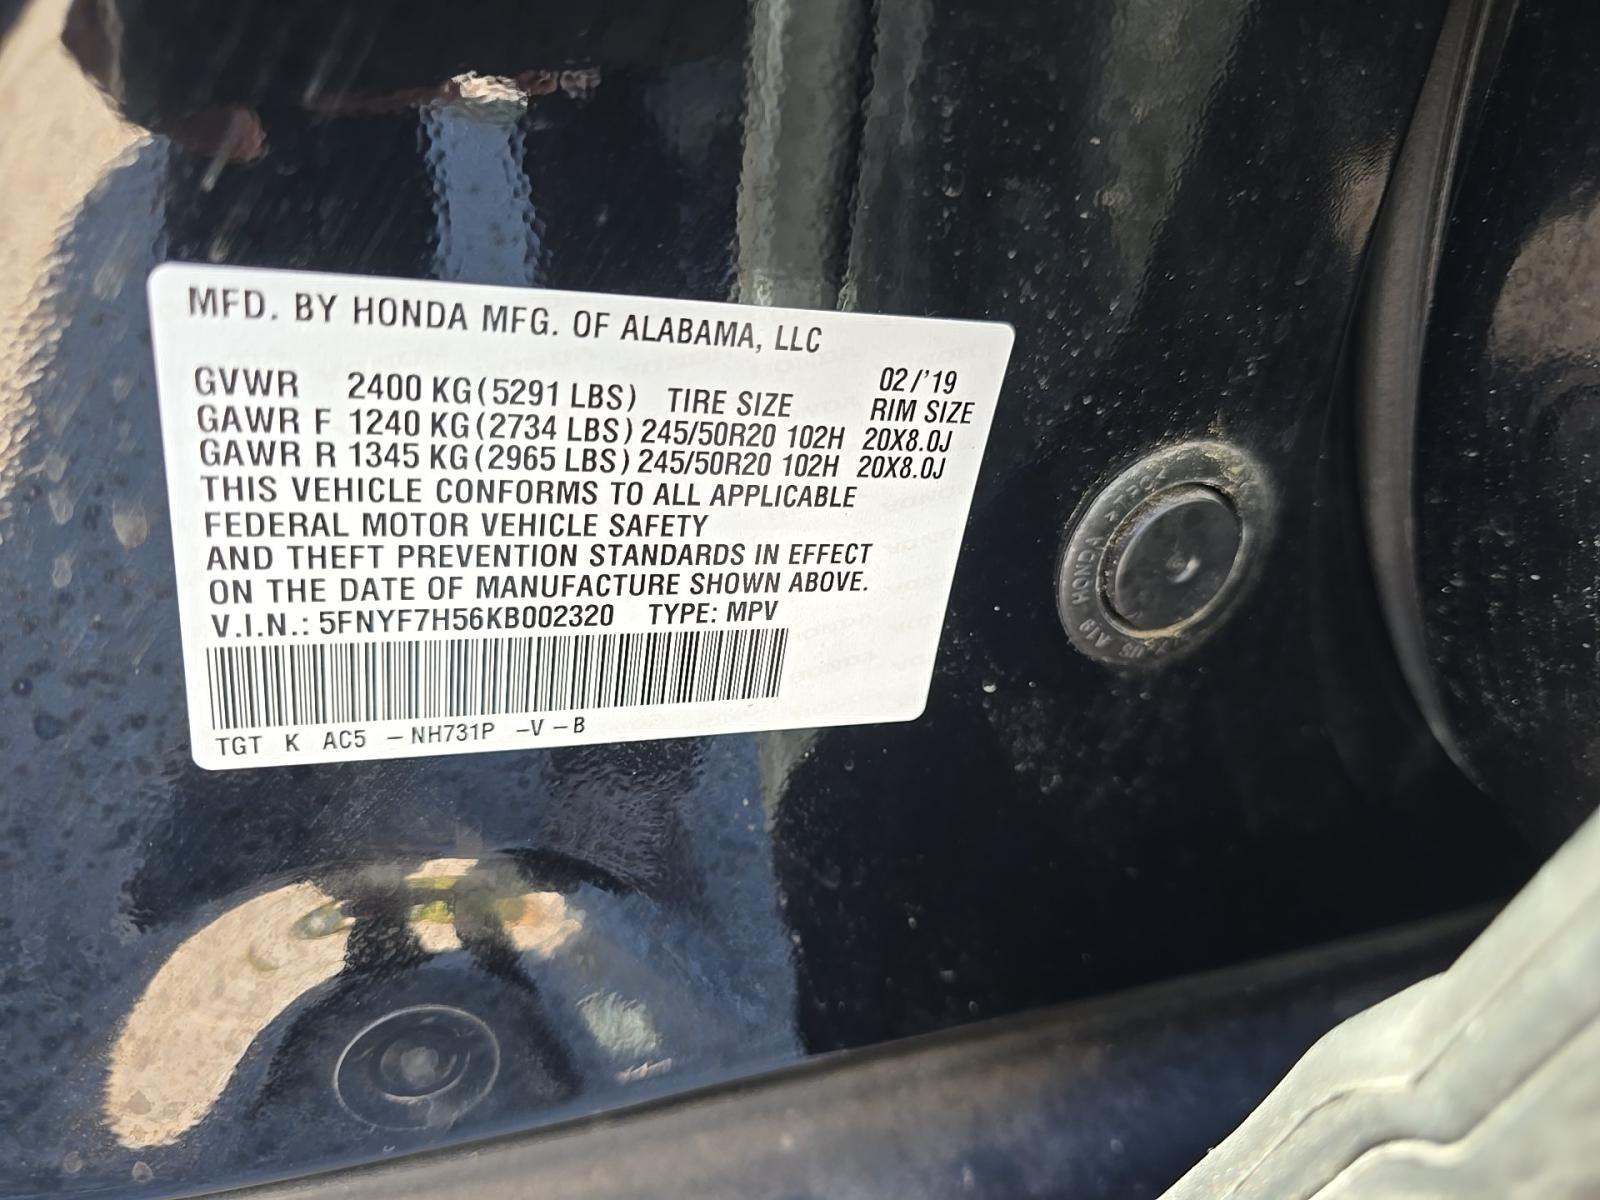 MFD. BY HONDA MFG. OF ALABAMA, LLC
02/'19
GVWR 2400 KG(5291 LBS) TIRE SIZE RIM SIZE
GAWR F 1240 KG(2734 LBS) 245/50R20 102H 20X8.0J
GAWR R 1345 KG(2965 LBS) 245/50R20 102H 20X8.0J
THIS VEHICLE CONFORMS TO ALL APPLICABLE
FEDERAL MOTOR VEHICLE SAFETY
AND THEFT PREVENTION STANDARDS IN EFFECT
ON THE DATE OF MANUFACTURE SHOWN ABOVE.
V.I.N.: 5FNYF7H56KB002320 TYPE: MPV
TGT K AC5 -NH731P -V-B
HONDA